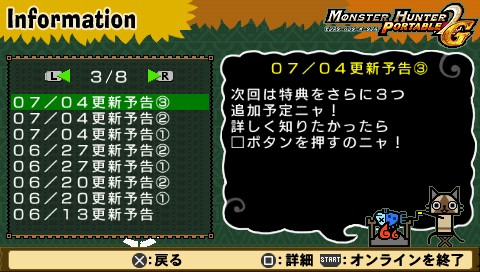 Information
MONSTER HUNTER
PORTABLE 2nd G
L 3/8 R
07/04更新予告③
07/04更新予告②
07/04更新予告①
06/27更新予告②
06/27更新予告①
06/20更新予告②
06/20更新予告①
06/13更新予告
07/04更新予告③
次回は特典をさらに3つ
追加予定ニャ!
詳しく知りたかったら
□ボタンを押すのニャ!
×:戻る
□:詳細 START:オンラインを終了